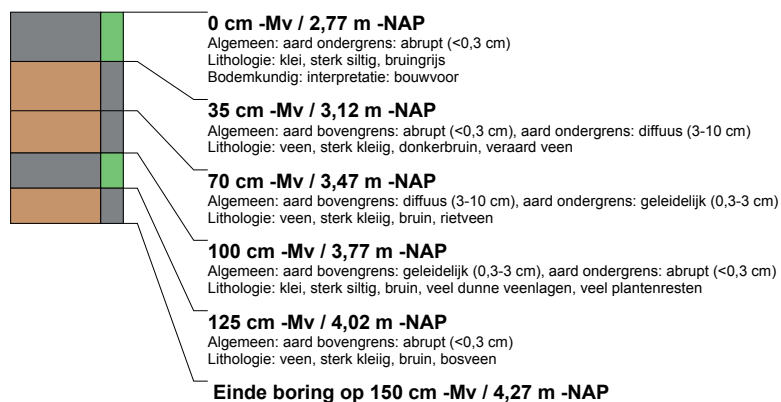 0 cm -Mv / 2,77 m -NAP
Algemeen: aard ondergrens: abrupt (<0,3 cm)
Lithologie: klei, sterk siltig, bruingrijs
Bodemkundig: interpretatie: bouwvoor
35 cm -Mv / 3,12 m -NAP
Algemeen: aard bovengrens: abrupt (<0,3 cm), aard ondergrens: diffuus (3-10 cm)
Lithologie: veen, sterk kleiig, donkerbruin, veraard veen
70 cm -Mv / 3,47 m -NAP
Algemeen: aard bovengrens: diffuus (3-10 cm), aard ondergrens: geleidelijk (0,3-3 cm)
Lithologie: veen, sterk kleiig, bruin, rietveen
100 cm -Mv / 3,77 m -NAP
Algemeen: aard bovengrens: geleidelijk (0,3-3 cm), aard ondergrens: abrupt (<0,3 cm)
Lithologie: klei, sterk siltig, bruin, veel dunne veenlagen, veel plantenresten
125 cm -Mv / 4,02 m -NAP
Algemeen: aard bovengrens: abrupt (<0,3 cm)
Lithologie: veen, sterk kleiig, bruin, bosveen
Einde boring op 150 cm -Mv / 4,27 m -NAP